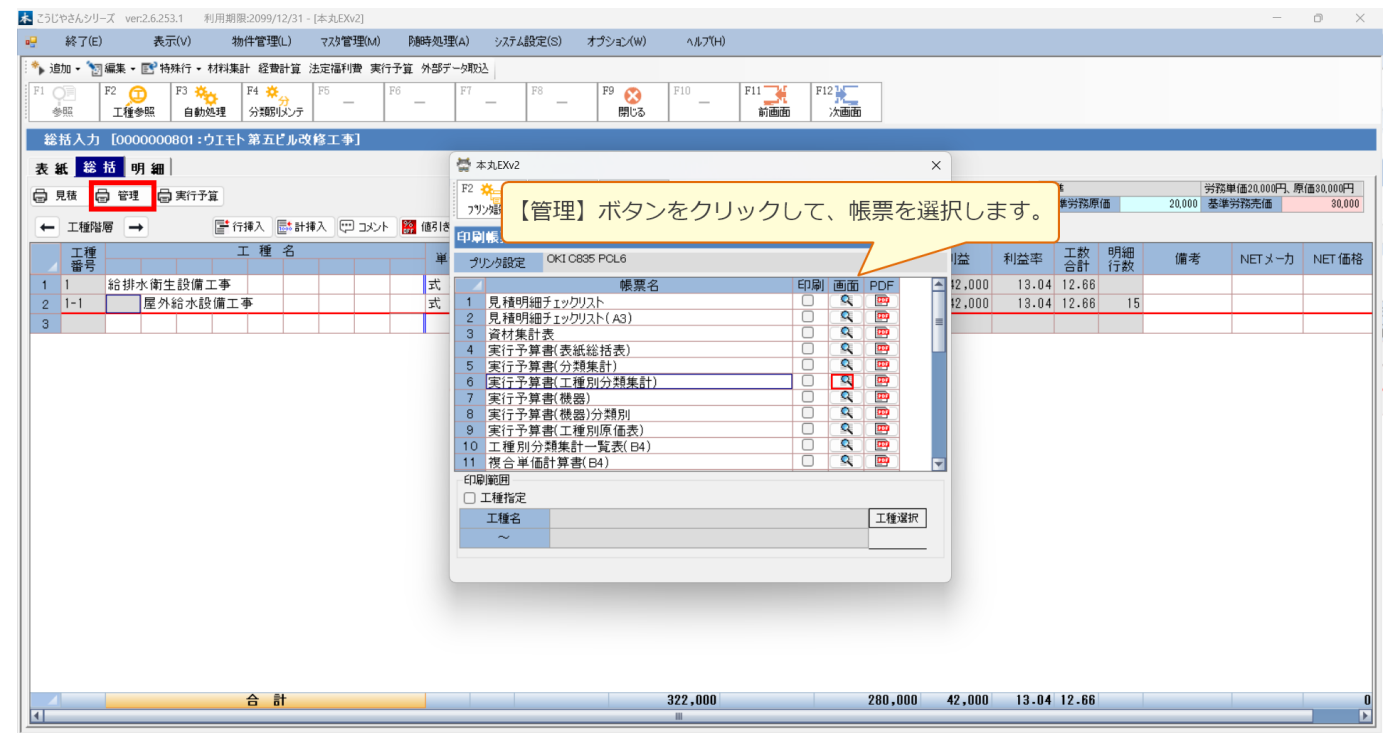 こうじやさんシリーズ ver:2.6.253.1 利用期限:2099/12/31 - [本丸EXv2]
終了(E) 表示(V) 物件管理(L) マスタ管理(M) 随時処理(A) システム設定(S) オプション(W) ヘルプ(H)
追加 編集 特殊行 材料集計 経費計算 法定福利費 実行予算 外部データ取込
F1 参照 F2 工種参照 F3 自動処理 F4 分類別メンテ F5 F6 F7 F8 F9 閉じる F10 F11 前画面 F12 次画面
総括入力 [0000000801:ウエモト第五ビル改修工事]
表紙 総括 明細
見積 管理 実行予算
労務単価20,000円、原価30,000円
準労務原価 20,000 基準労務売価 30,000
工種階層 行挿入 計挿入 コメント 値引き
工種番号 工種名 単 利益 利益率 工数合計 明細行数 備考 NETメーカ NET価格
1 1 給排水衛生設備工事 式 42,000 13.04 12.66
2 1-1 屋外給水設備工事 式 42,000 13.04 12.66 15
3
本丸EXv2
F2
【管理】ボタンをクリックして、帳票を選択します。
プリンタ設定 OKI C835 PCL6
帳票名 印刷 画面 PDF
1 見積明細チェックリスト
2 見積明細チェックリスト(A3)
3 資材集計表
4 実行予算書(表紙総括表)
5 実行予算書(分類集計)
6 実行予算書(工種別分類集計)
7 実行予算書(機器)
8 実行予算書(機器)分類別
9 実行予算書(工種別原価表)
10 工種別分類集計一覧表(B4)
11 複合単価計算書(B4)
印刷範囲
工種指定
工種名 工種選択
～
合計 322,000 280,000 42,000 13.04 12.66 0